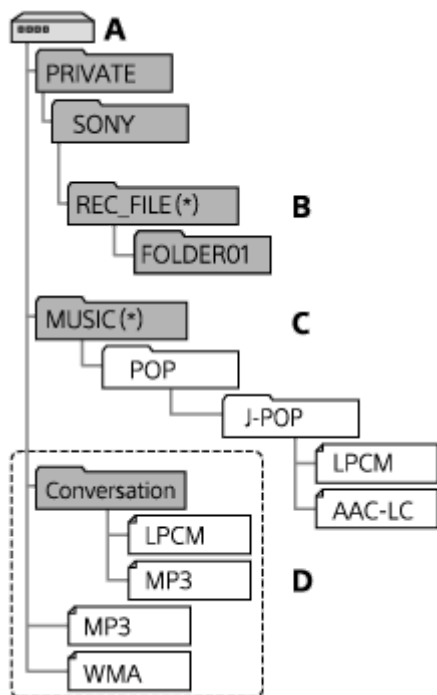 A
PRIVATE
SONY
REC_FILE(*)
B
FOLDER01
MUSIC(*)
C
POP
J-POP
LPCM
AAC-LC
Conversation
LPCM
MP3
D
MP3
WMA